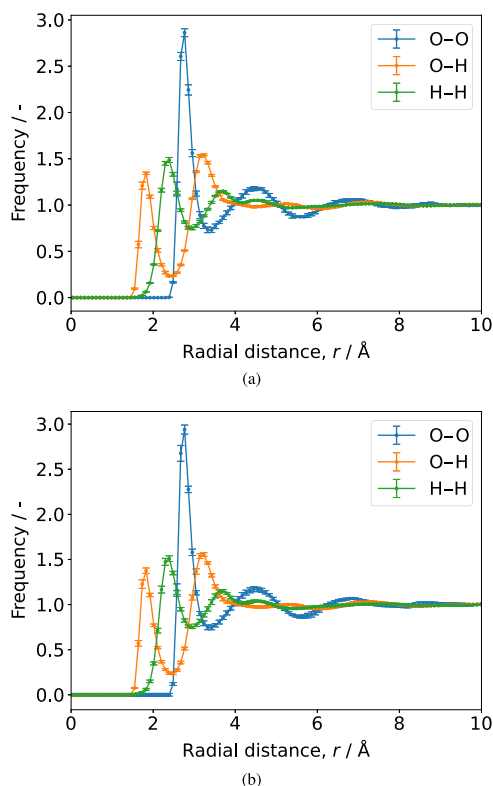 3.0
2.5
2.0
1.5
1.0
0.5
0.0
Frequency / -
O−O
O−H
H−H
0 2 4 6 8 10
Radial distance, r / Å
(a)
3.0
2.5
2.0
1.5
1.0
0.5
0.0
Frequency / -
O−O
O−H
H−H
0 2 4 6 8 10
Radial distance, r / Å
(b)